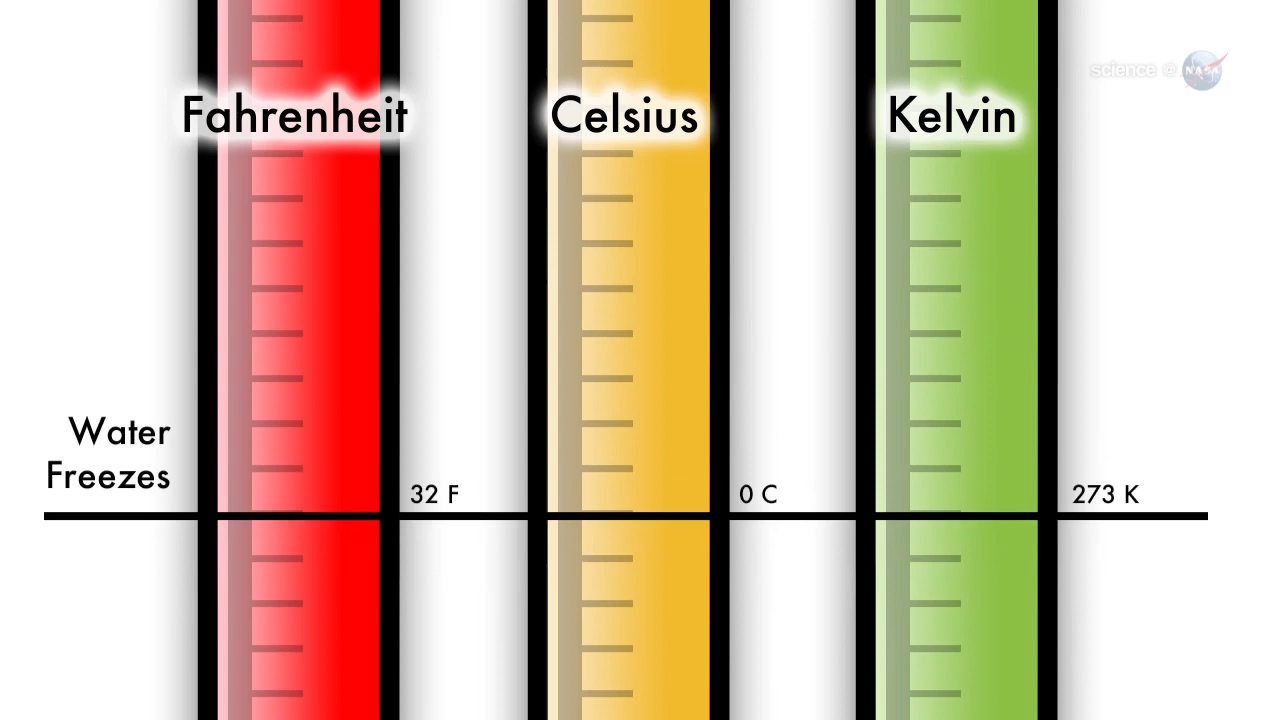 science @ NASA
Fahrenheit Celsius Kelvin
Water
Freezes
32 F 0 C 273 K